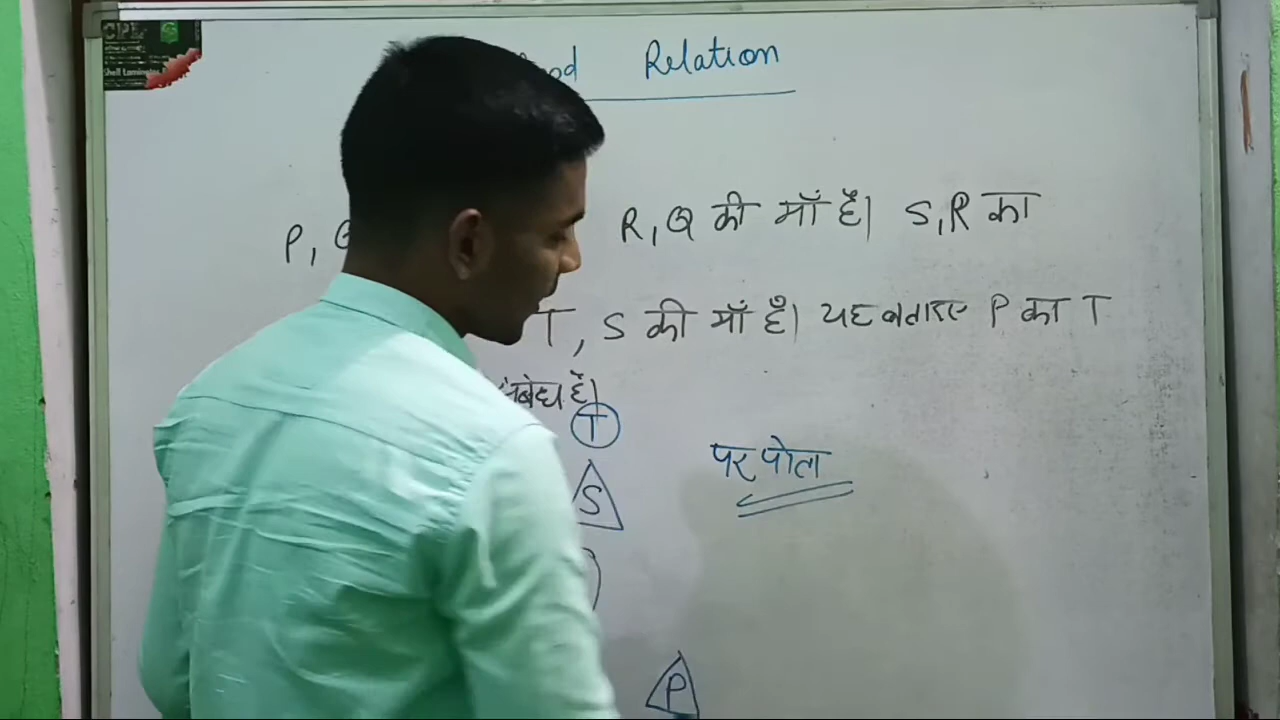 Relation
P,
R, Q की माँ हैं। S, R का
T, S की माँ हैं। यह बताइए P का T
हैं।
T
परपोता
S
P